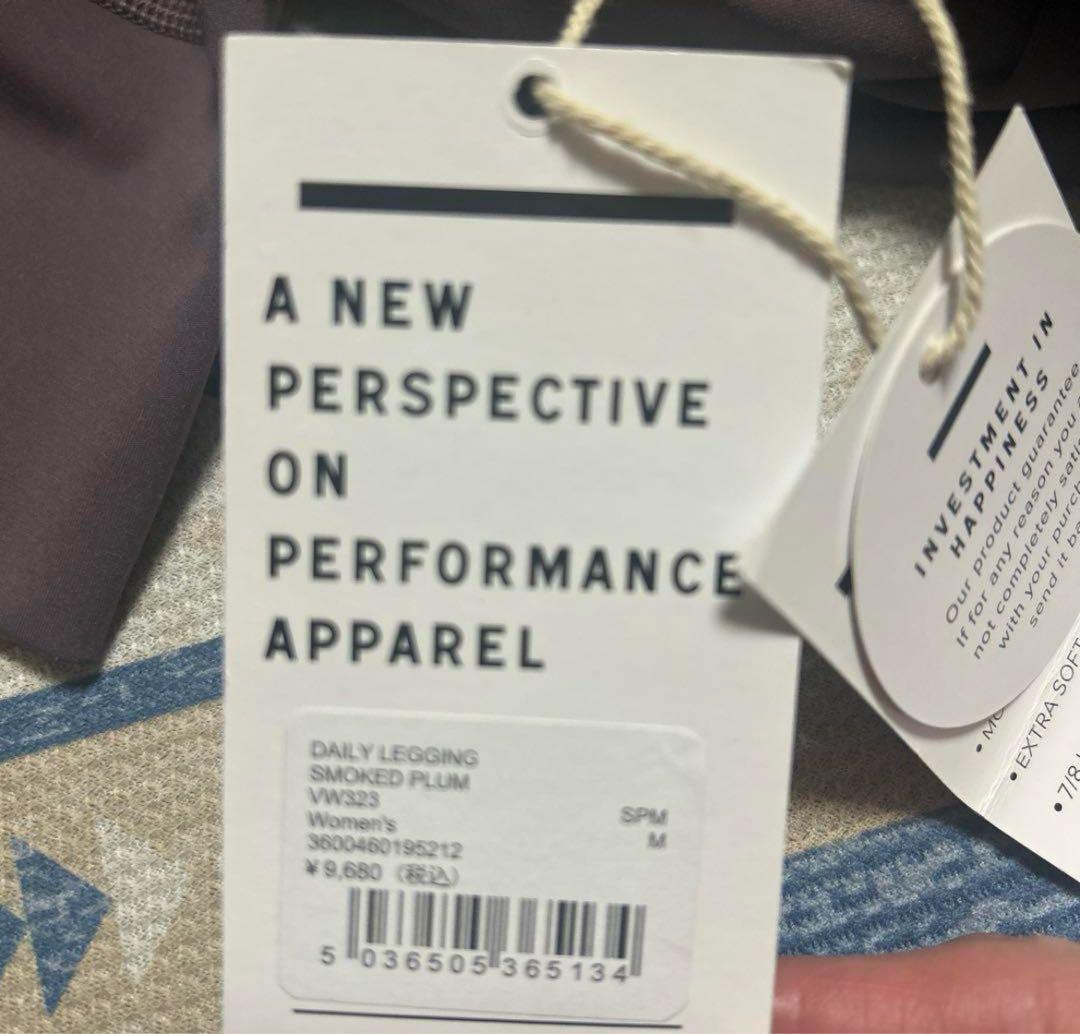 A NEW
PERSPECTIVE
ON
PERFORMANCE
APPAREL
DAILY LEGGING
SMOKED PLUM
VW323
Women's
3600460195212
¥9,680 (税込)
SPM
M
5 036505 365134
INVESTMENT IN
HAPPINESS
Our product guarantee
If for any reason you
not completely
with your
send it
• EXTRA-SOFT
• 7/8